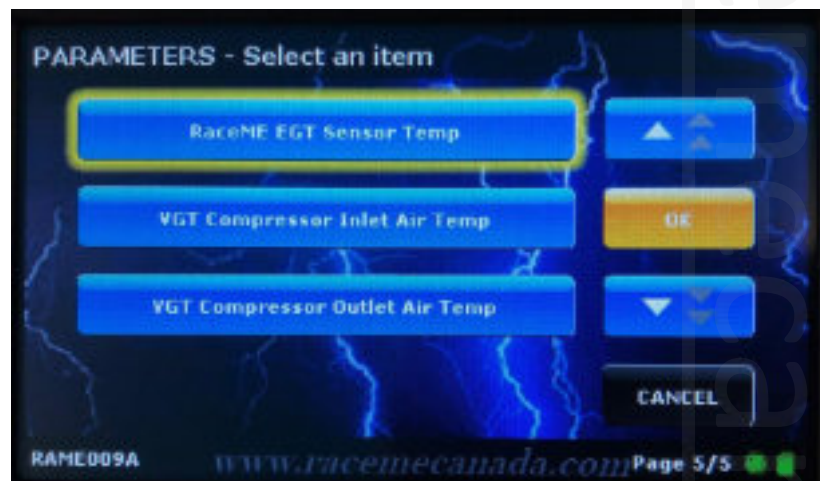 PARAMETERS - Select an item
RaceME EGT Sensor Temp
VGT Compressor Inlet Air Temp
OK
VGT Compressor Outlet Air Temp
CANCEL
RAME009A
www.racemecanada.com
Page 5/5